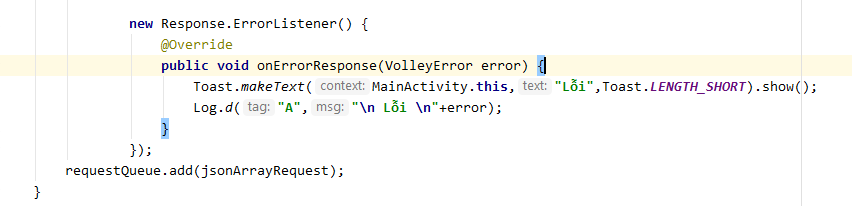 new Response.ErrorListener() {
@Override
public void onErrorResponse(VolleyError error) {
Toast.makeText( context: MainActivity.this, text: "Lỗi",Toast.LENGTH_SHORT).show();
Log.d( tag: "A", msg: "\n Lỗi \n"+error);
}
});
requestQueue.add(jsonArrayRequest);
}